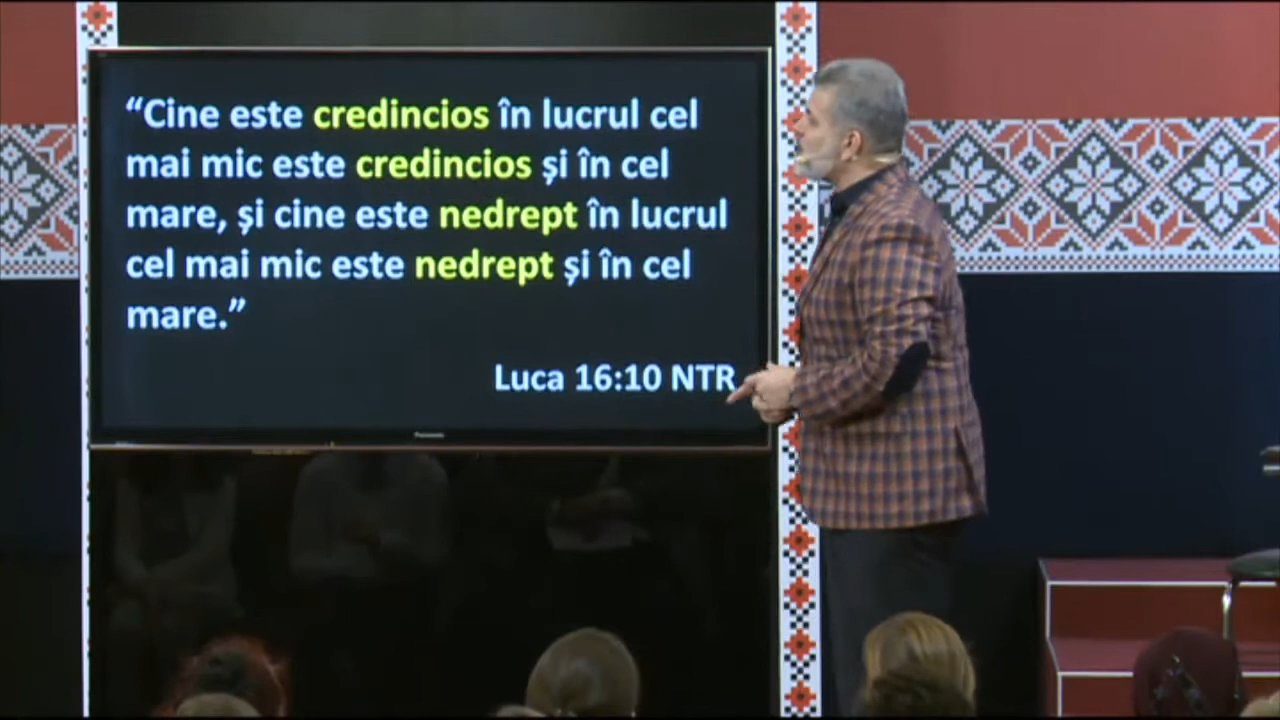 “Cine este credincios în lucrul cel
mai mic este credincios și în cel
mare, și cine este nedrept în lucrul
cel mai mic este nedrept și în cel
mare.”
Luca 16:10 NTR
Panasonic